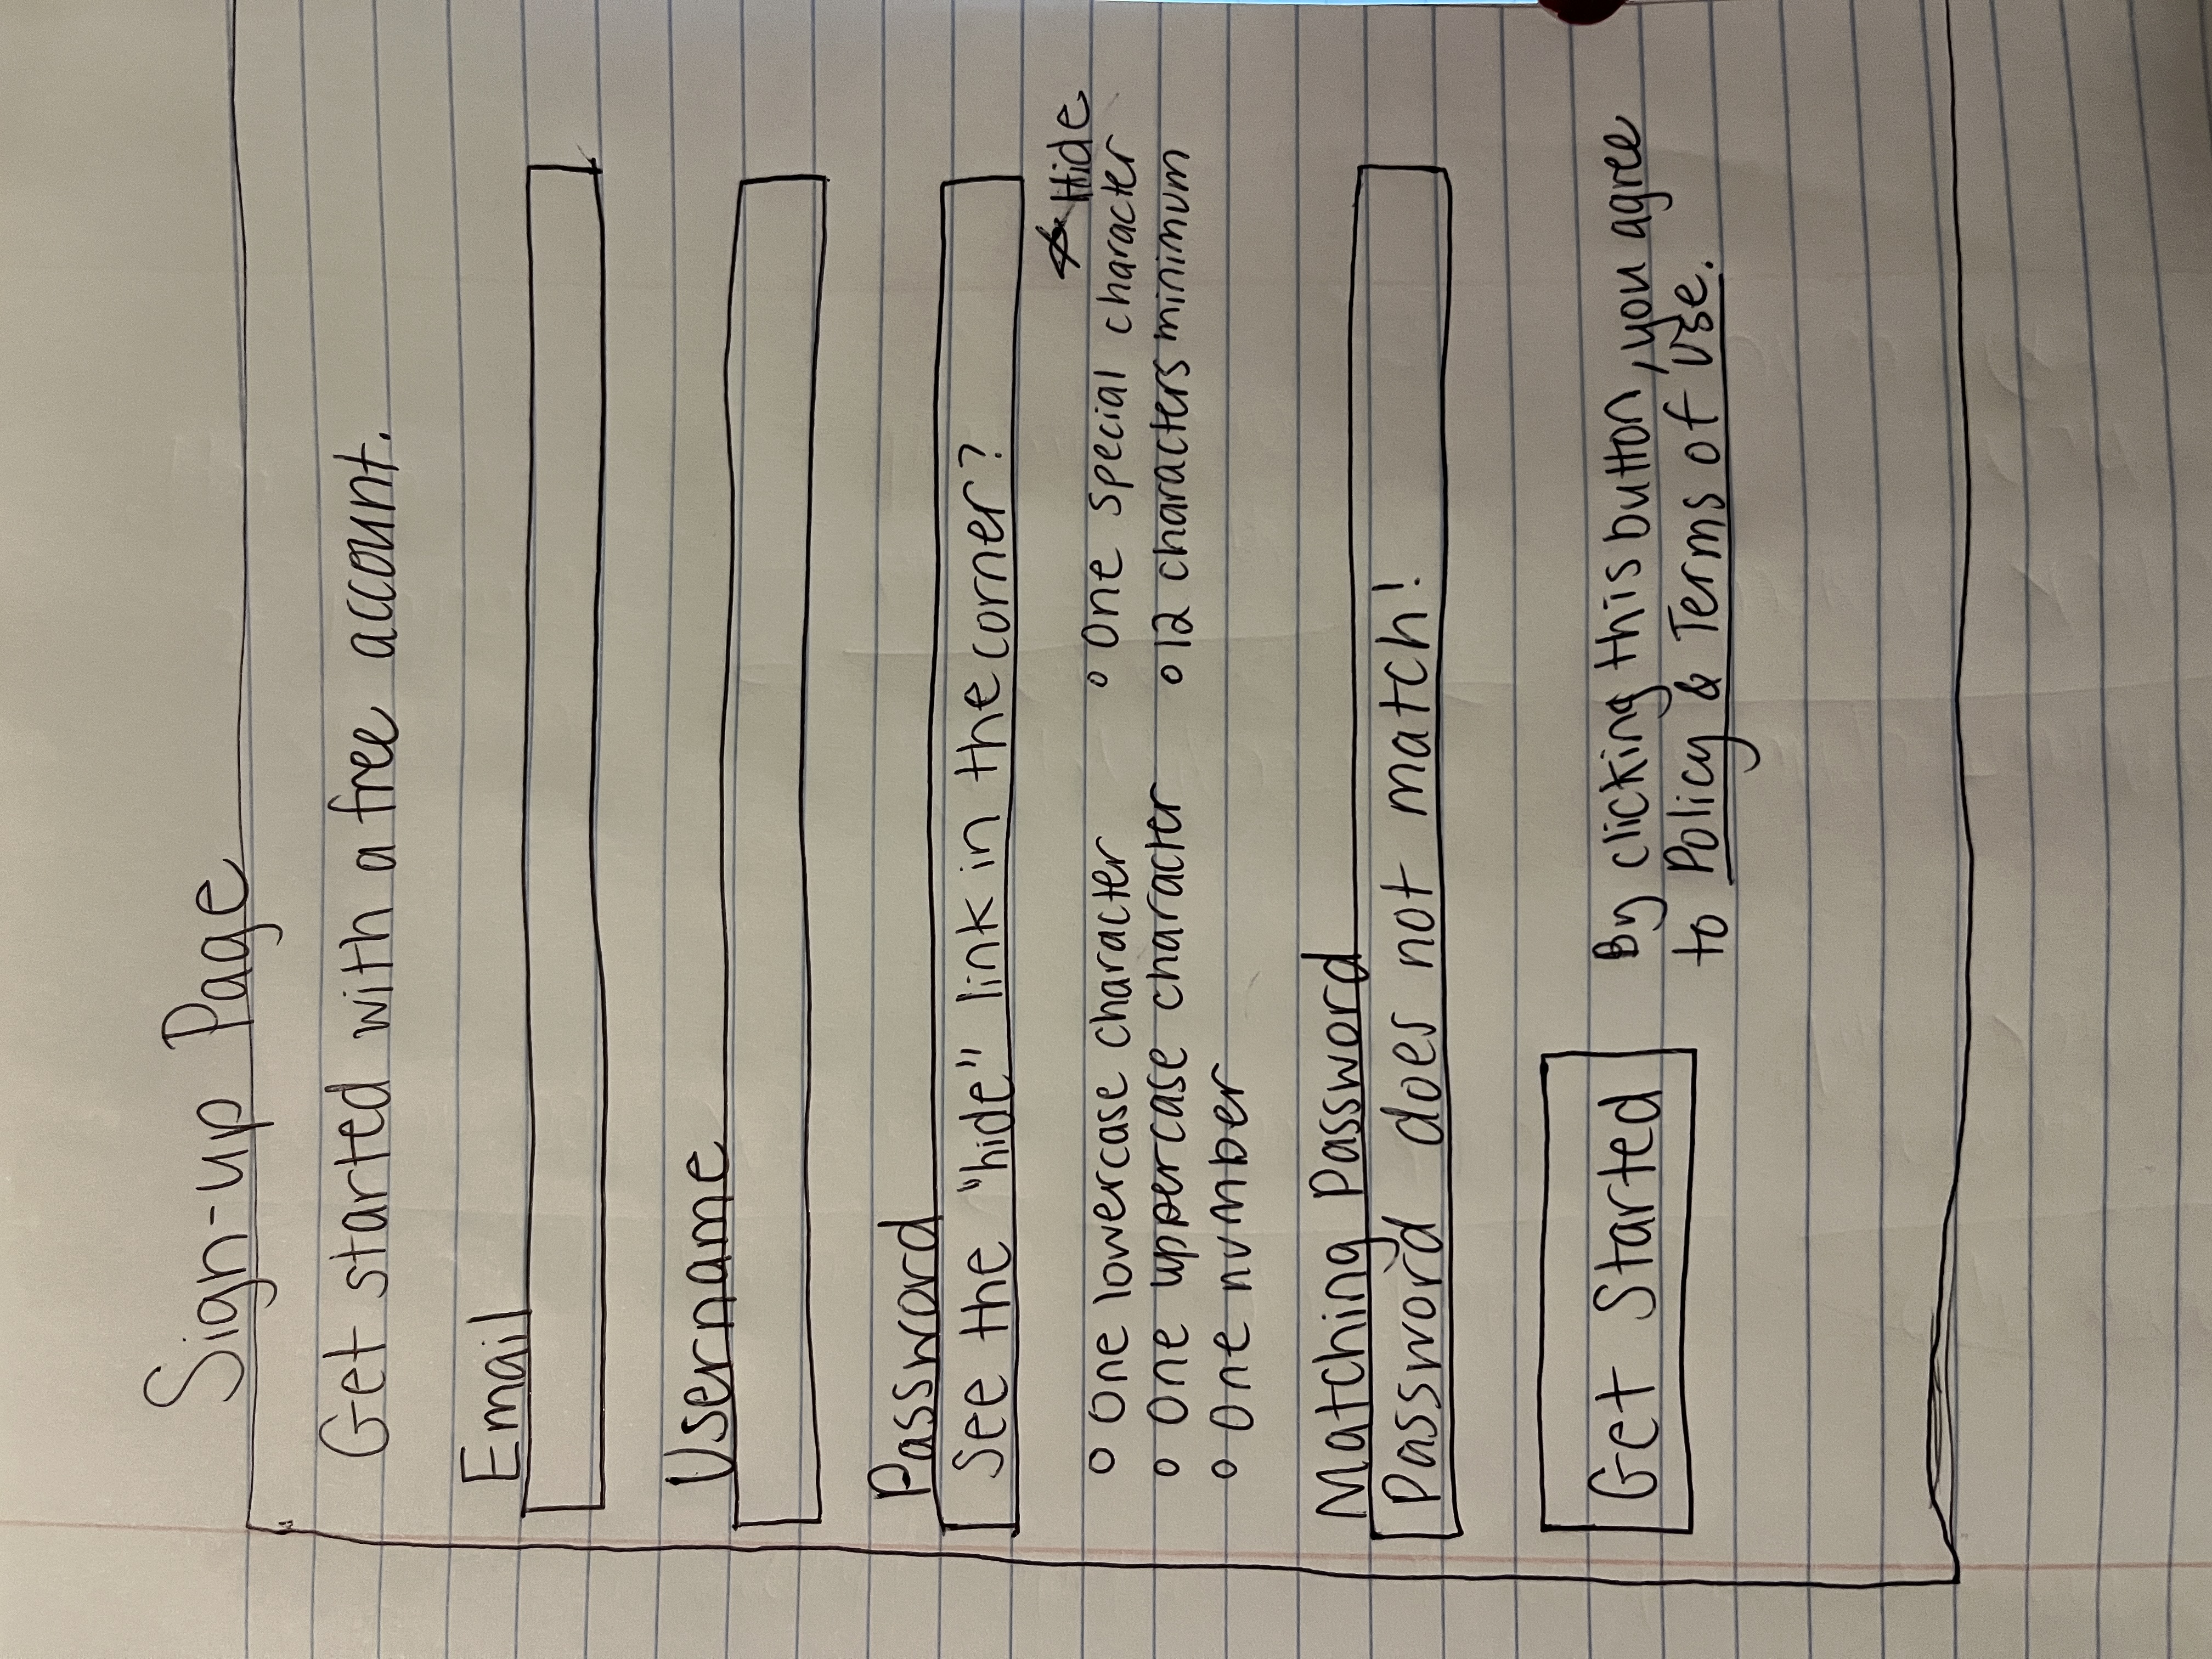 Sign-up Page
Get started with a free account.
Email
Username
Password
See the "hide" link in the corner?
Hide
o One lowercase character
o One special character
o One uppercase character
o 12 characters minimum
o One number
Matching Password
Password does not match!
Get Started
By clicking this button, you agree
to Policy & Terms of Use.